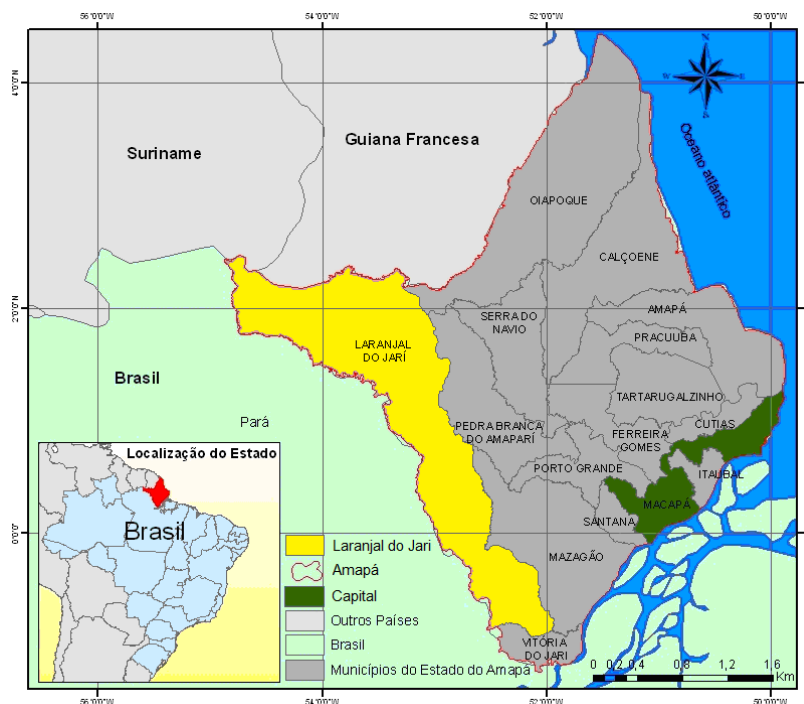 56°0'0"W
54°0'0"W
52°0'0"W
50°0'0"W
4°0'0"N
2°0'0"N
0°0'0"
Suriname
Guiana Francesa
Oceano atlântico
N
E
S
W
OIAPOQUE
CALÇOENE
AMAPÁ
SERRA DO
NAVIO
PRACUUBA
LARANJAL
DO JARÍ
TARTARUGALZINHO
Brasil
Pará
PEDRA BRANCA
DO AMAPARÍ
CUTIAS
FERREIRA
GOMES
PORTO GRANDE
ITAUBAL
MACAPÁ
SANTANA
MAZAGÃO
VITÓRIA
DO JARI
Localização do Estado
Brasil
Laranjal do Jari
Amapá
Capital
Outros Países
Brasil
Municípios do Estado do Amapá
0 0,2 0,4 0,8 1,2 1,6
Km
56°0'0"W
54°0'0"W
52°0'0"W
50°0'0"W